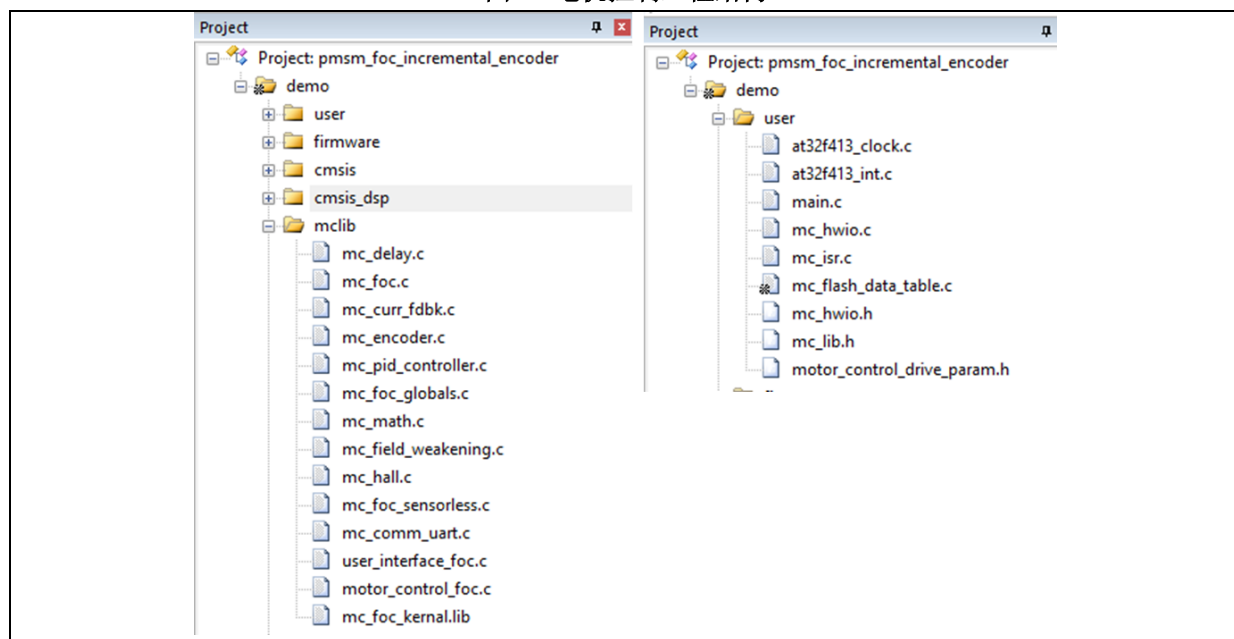 Project
Project: pmsm_foc_incremental_encoder
demo
user
firmware
cmsis
cmsis_dsp
mclib
mc_delay.c
mc_foc.c
mc_curr_fdbk.c
mc_encoder.c
mc_pid_controller.c
mc_foc_globals.c
mc_math.c
mc_field_weakening.c
mc_hall.c
mc_foc_sensorless.c
mc_comm_uart.c
user_interface_foc.c
motor_control_foc.c
mc_foc_kernal.lib
Project
Project: pmsm_foc_incremental_encoder
demo
user
at32f413_clock.c
at32f413_int.c
main.c
mc_hwio.c
mc_isr.c
mc_flash_data_table.c
mc_hwio.h
mc_lib.h
motor_control_drive_param.h